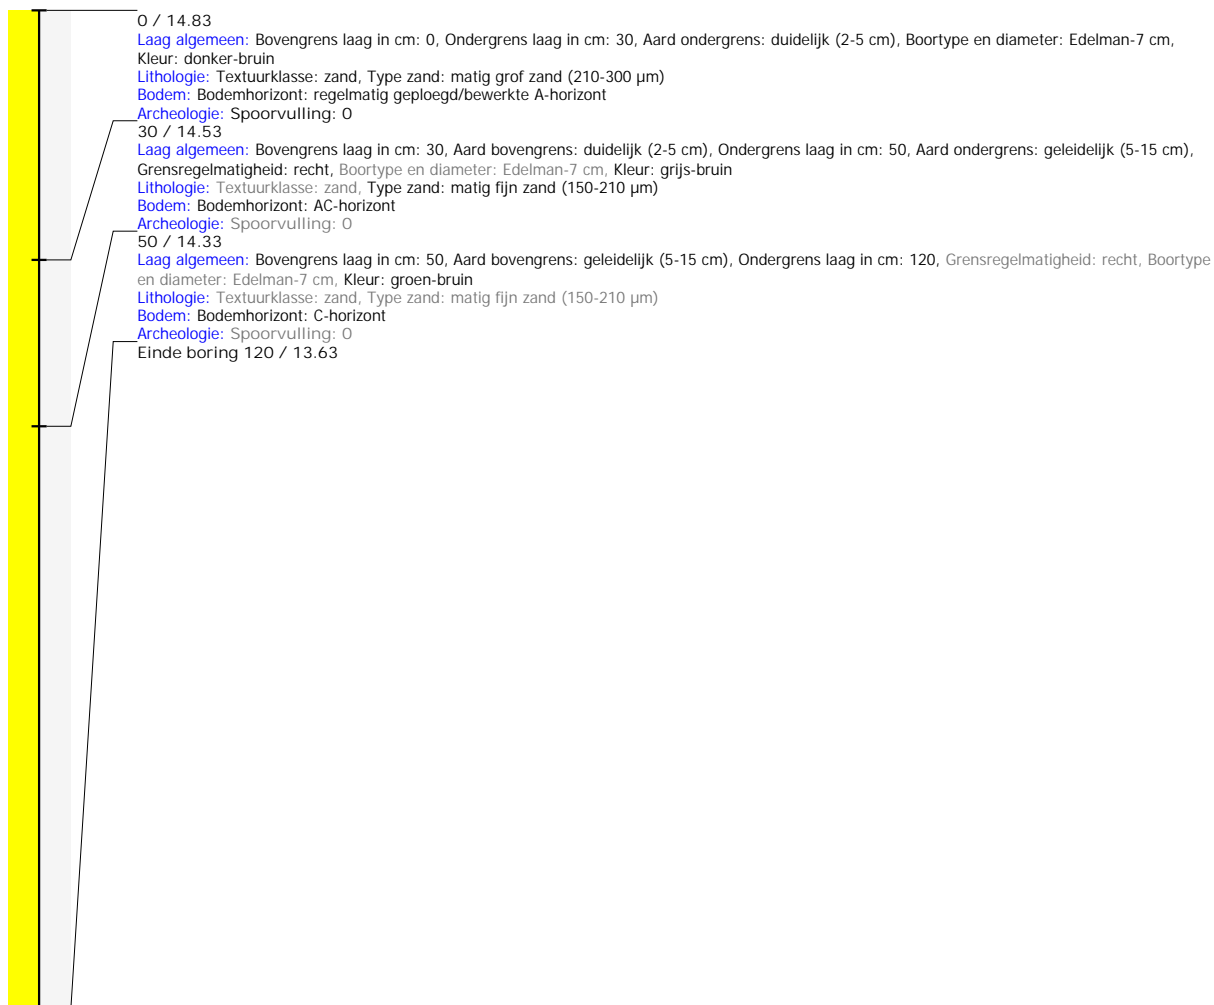 0 / 14.83
Laag algemeen: Bovengrens laag in cm: 0, Ondergrens laag in cm: 30, Aard ondergrens: duidelijk (2-5 cm), Boortype en diameter: Edelman-7 cm,
Kleur: donker-bruin
Lithologie: Textuurklasse: zand, Type zand: matig grof zand (210-300 µm)
Bodem: Bodemhorizont: regelmatig geploegd/bewerkte A-horizont
Archeologie: Spoorvulling: 0
30 / 14.53
Laag algemeen: Bovengrens laag in cm: 30, Aard bovengrens: duidelijk (2-5 cm), Ondergrens laag in cm: 50, Aard ondergrens: geleidelijk (5-15 cm),
Grensregelmatigheid: recht, Boortype en diameter: Edelman-7 cm, Kleur: grijs-bruin
Lithologie: Textuurklasse: zand, Type zand: matig fijn zand (150-210 µm)
Bodem: Bodemhorizont: AC-horizont
Archeologie: Spoorvulling: 0
50 / 14.33
Laag algemeen: Bovengrens laag in cm: 50, Aard bovengrens: geleidelijk (5-15 cm), Ondergrens laag in cm: 120, Grensregelmatigheid: recht, Boortype
en diameter: Edelman-7 cm, Kleur: groen-bruin
Lithologie: Textuurklasse: zand, Type zand: matig fijn zand (150-210 µm)
Bodem: Bodemhorizont: C-horizont
Archeologie: Spoorvulling: 0
Einde boring 120 / 13.63